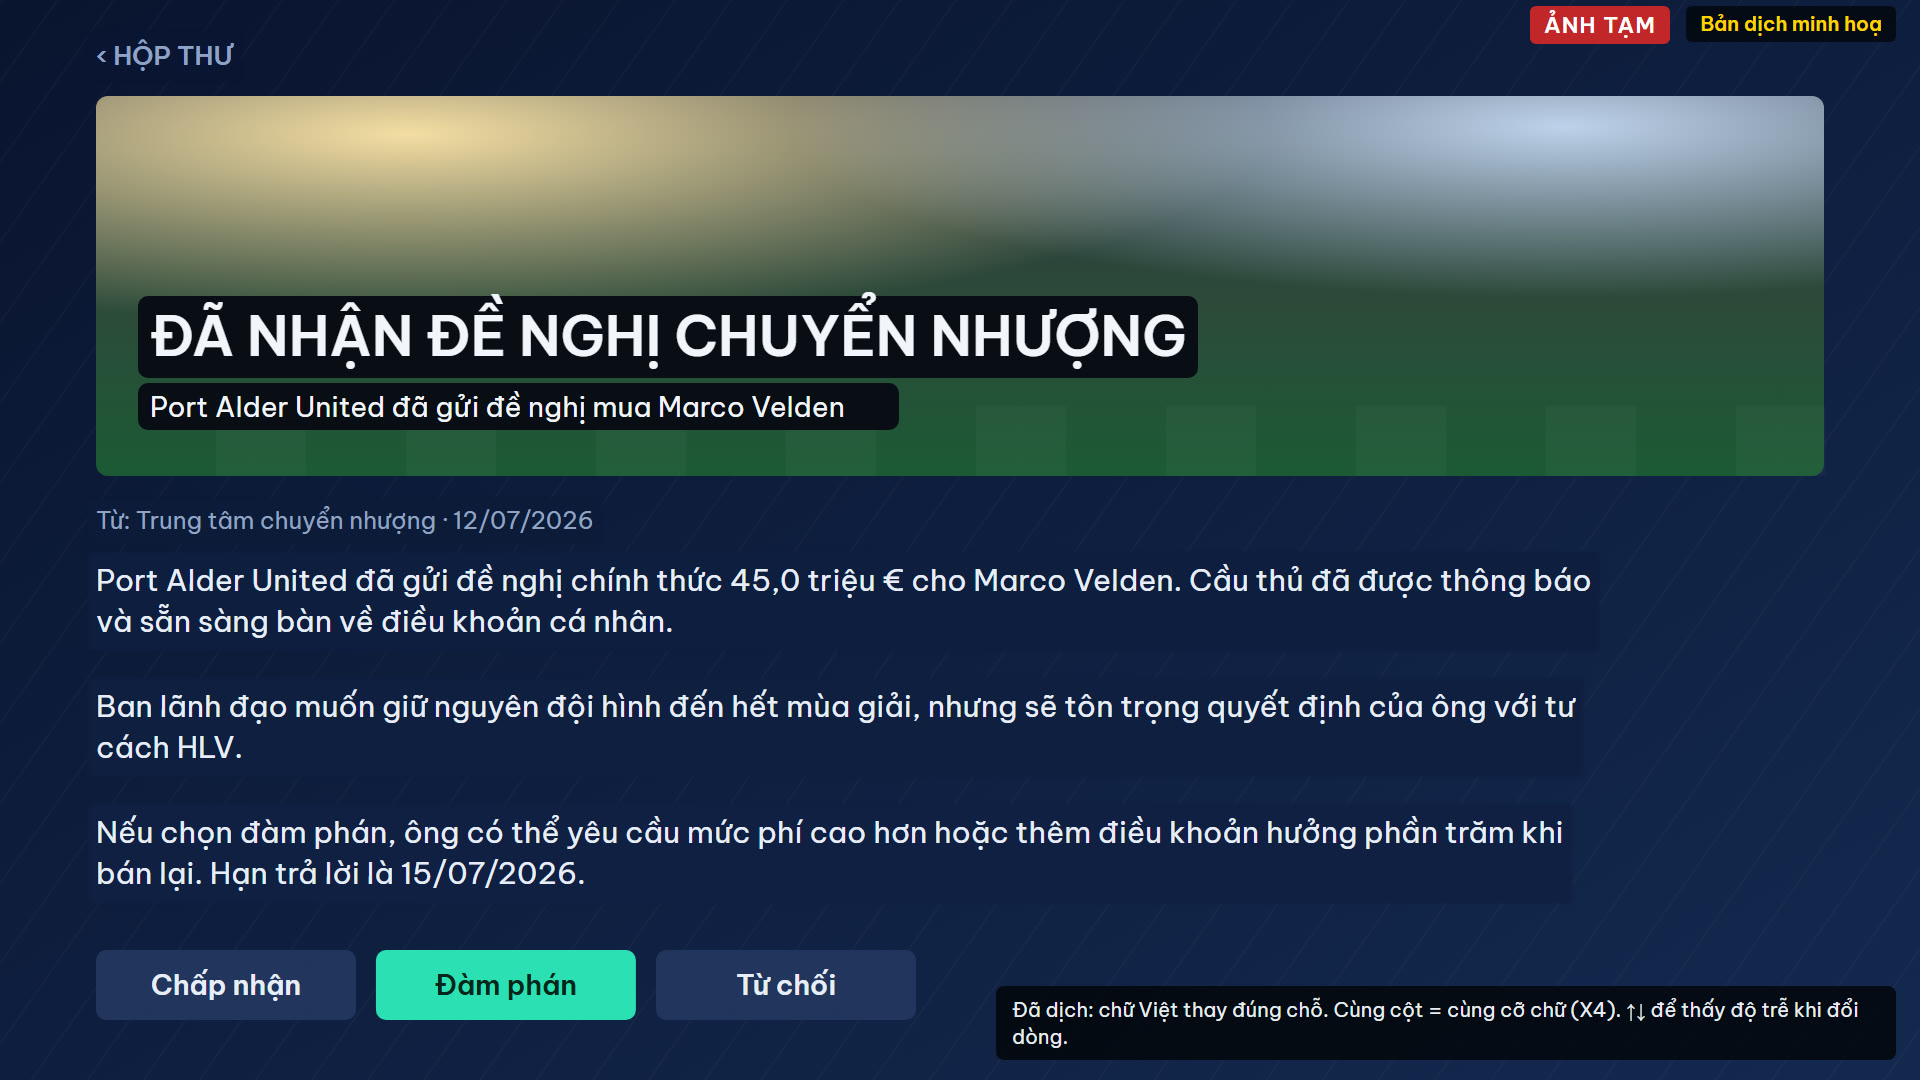 ẢNH TẠM
Bản dịch minh hoạ
‹ HỘP THƯ
ĐÃ NHẬN ĐỀ NGHỊ CHUYỂN NHƯỢNG
Port Alder United đã gửi đề nghị mua Marco Velden
Từ: Trung tâm chuyển nhượng · 12/07/2026
Port Alder United đã gửi đề nghị chính thức 45,0 triệu € cho Marco Velden. Cầu thủ đã được thông báo
và sẵn sàng bàn về điều khoản cá nhân.
Ban lãnh đạo muốn giữ nguyên đội hình đến hết mùa giải, nhưng sẽ tôn trọng quyết định của ông với tư
cách HLV.
Nếu chọn đàm phán, ông có thể yêu cầu mức phí cao hơn hoặc thêm điều khoản hưởng phần trăm khi
bán lại. Hạn trả lời là 15/07/2026.
Chấp nhận
Đàm phán
Từ chối
Đã dịch: chữ Việt thay đúng chỗ. Cùng cột = cùng cỡ chữ (X4). ↑↓ để thấy độ trễ khi đổi
dòng.